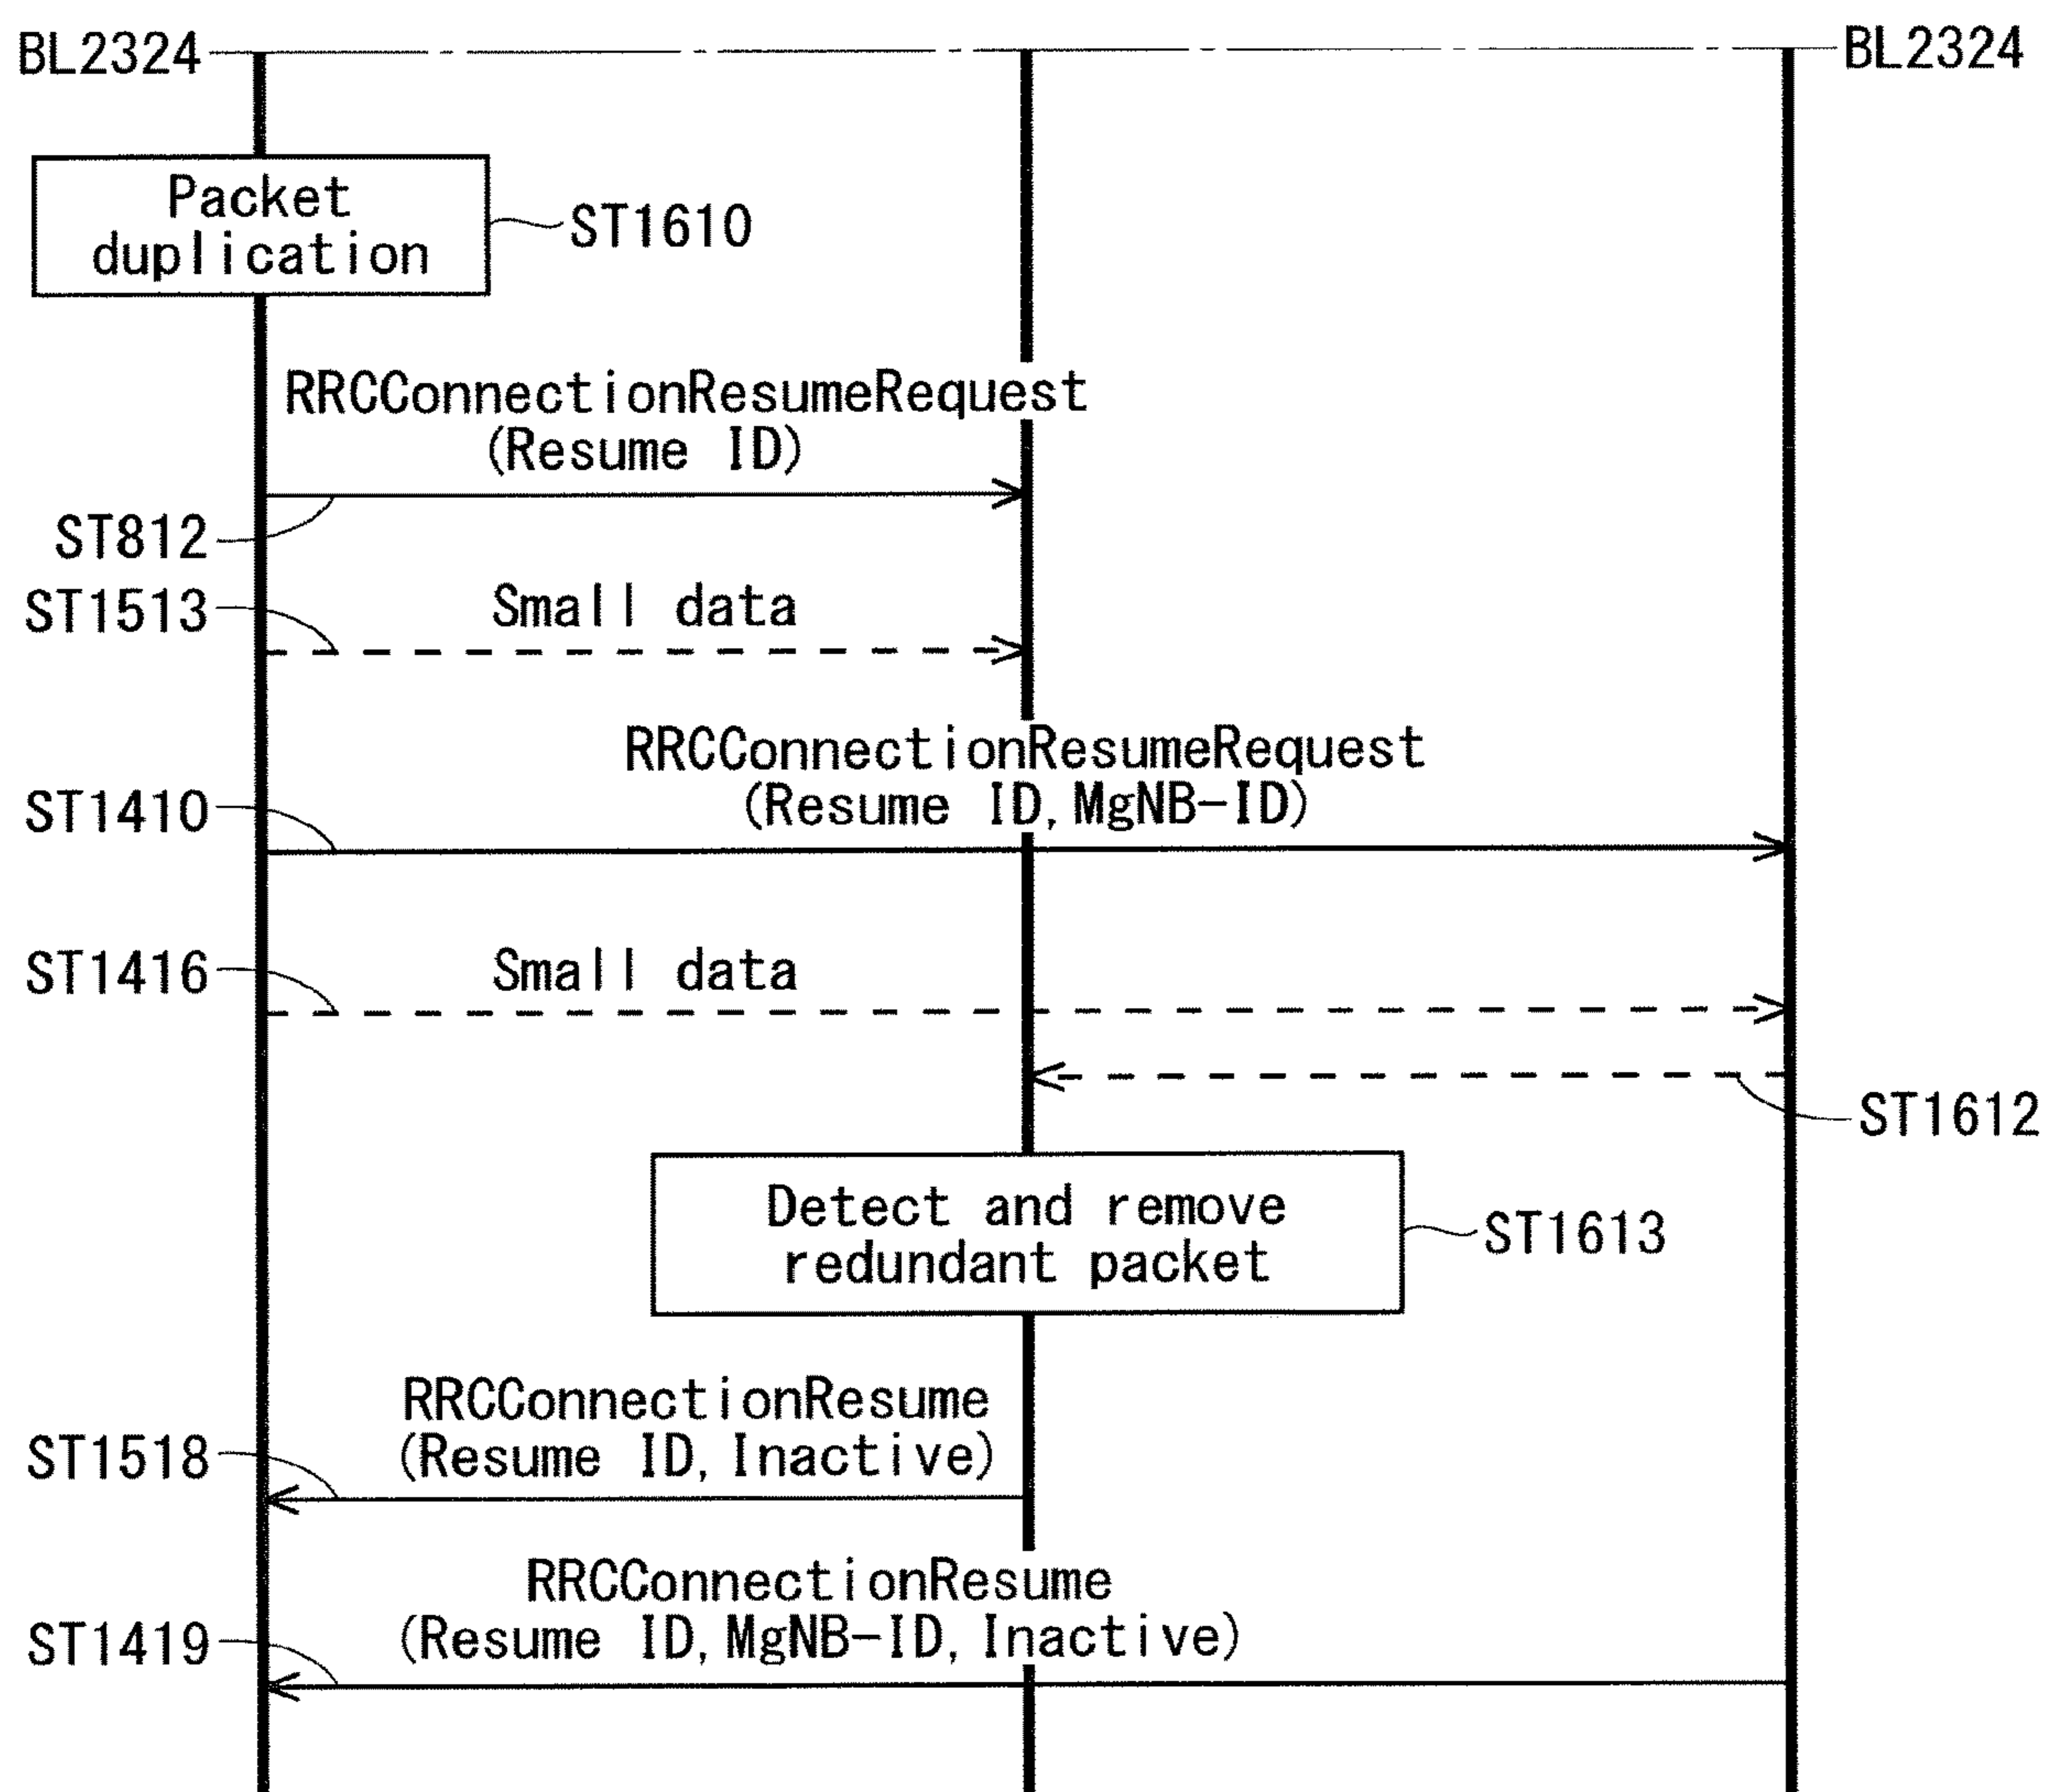 BL2324
BL2324
Packet
duplication
ST1610
RRCConnectionResumeRequest
(Resume ID)
ST812
ST1513
Small data
RRCConnectionResumeRequest
(Resume ID, MgNB-ID)
ST1410
ST1416
Small data
ST1612
Detect and remove
redundant packet
ST1613
RRCConnectionResume
(Resume ID, Inactive)
ST1518
RRCConnectionResume
(Resume ID, MgNB-ID, Inactive)
ST1419